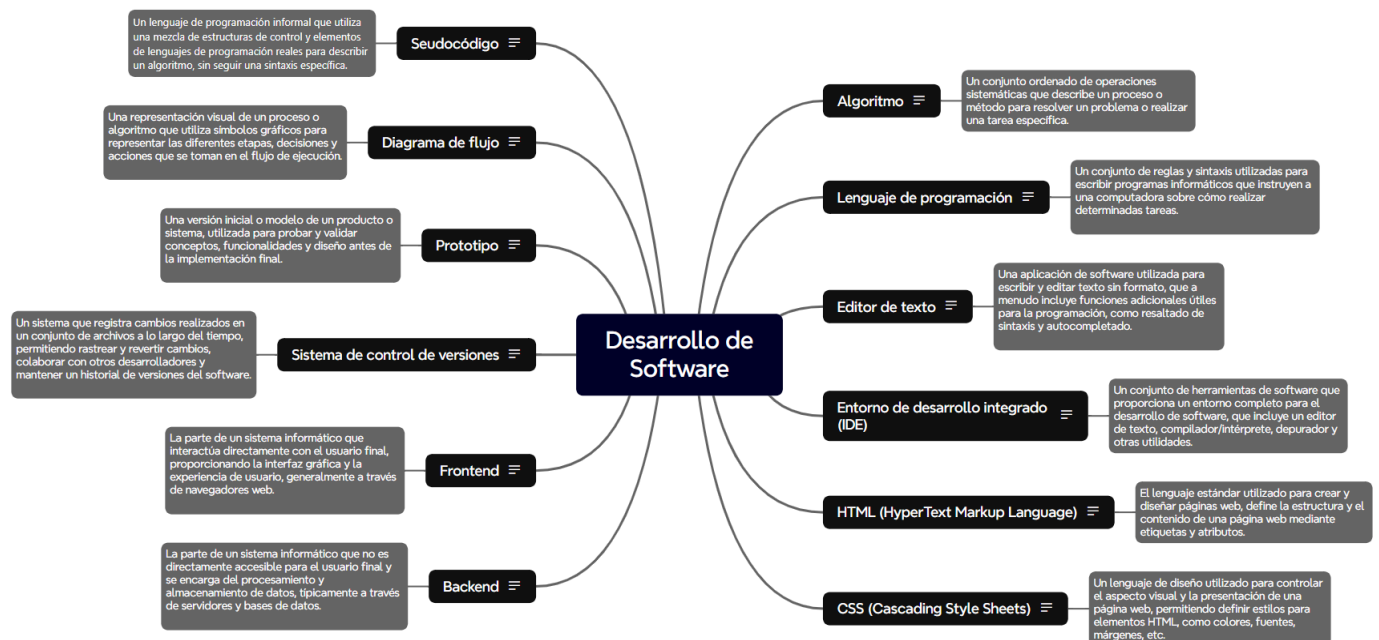 Desarrollo de
Software
Seudocódigo
Un lenguaje de programación informal que utiliza
una mezcla de estructuras de control y elementos
de lenguajes de programación reales para describir
un algoritmo, sin seguir una sintaxis específica.
Diagrama de flujo
Una representación visual de un proceso o
algoritmo que utiliza símbolos gráficos para
representar las diferentes etapas, decisiones y
acciones que se toman en el flujo de ejecución.
Prototipo
Una versión inicial o modelo de un producto o
sistema, utilizada para probar y validar
conceptos, funcionalidades y diseño antes de
la implementación final.
Sistema de control de versiones
Un sistema que registra cambios realizados en
un conjunto de archivos a lo largo del tiempo,
permitiendo rastrear y revertir cambios,
colaborar con otros desarrolladores y
mantener un historial de versiones del software.
Frontend
La parte de un sistema informático que
interactúa directamente con el usuario final,
proporcionando la interfaz gráfica y la
experiencia de usuario, generalmente a través
de navegadores web.
Backend
La parte de un sistema informático que no es
directamente accesible para el usuario final y
se encarga del procesamiento y
almacenamiento de datos, típicamente a través
de servidores y bases de datos.
Algoritmo
Un conjunto ordenado de operaciones
sistemáticas que describe un proceso o
método para resolver un problema o realizar
una tarea específica.
Lenguaje de programación
Un conjunto de reglas y sintaxis utilizadas para
escribir programas informáticos que instruyen a
una computadora sobre cómo realizar
determinadas tareas.
Editor de texto
Una aplicación de software utilizada para
escribir y editar texto sin formato, que a
menudo incluye funciones adicionales útiles
para la programación, como resaltado de
sintaxis y autocompletado.
Entorno de desarrollo integrado
(IDE)
Un conjunto de herramientas de software que
proporciona un entorno completo para el
desarrollo de software, que incluye un editor
de texto, compilador/intérprete, depurador y
otras utilidades.
HTML (HyperText Markup Language)
El lenguaje estándar utilizado para crear y
diseñar páginas web, define la estructura y el
contenido de una página web mediante
etiquetas y atributos.
CSS (Cascading Style Sheets)
Un lenguaje de diseño utilizado para controlar
el aspecto visual y la presentación de una
página web, permitiendo definir estilos para
elementos HTML, como colores, fuentes,
márgenes, etc.